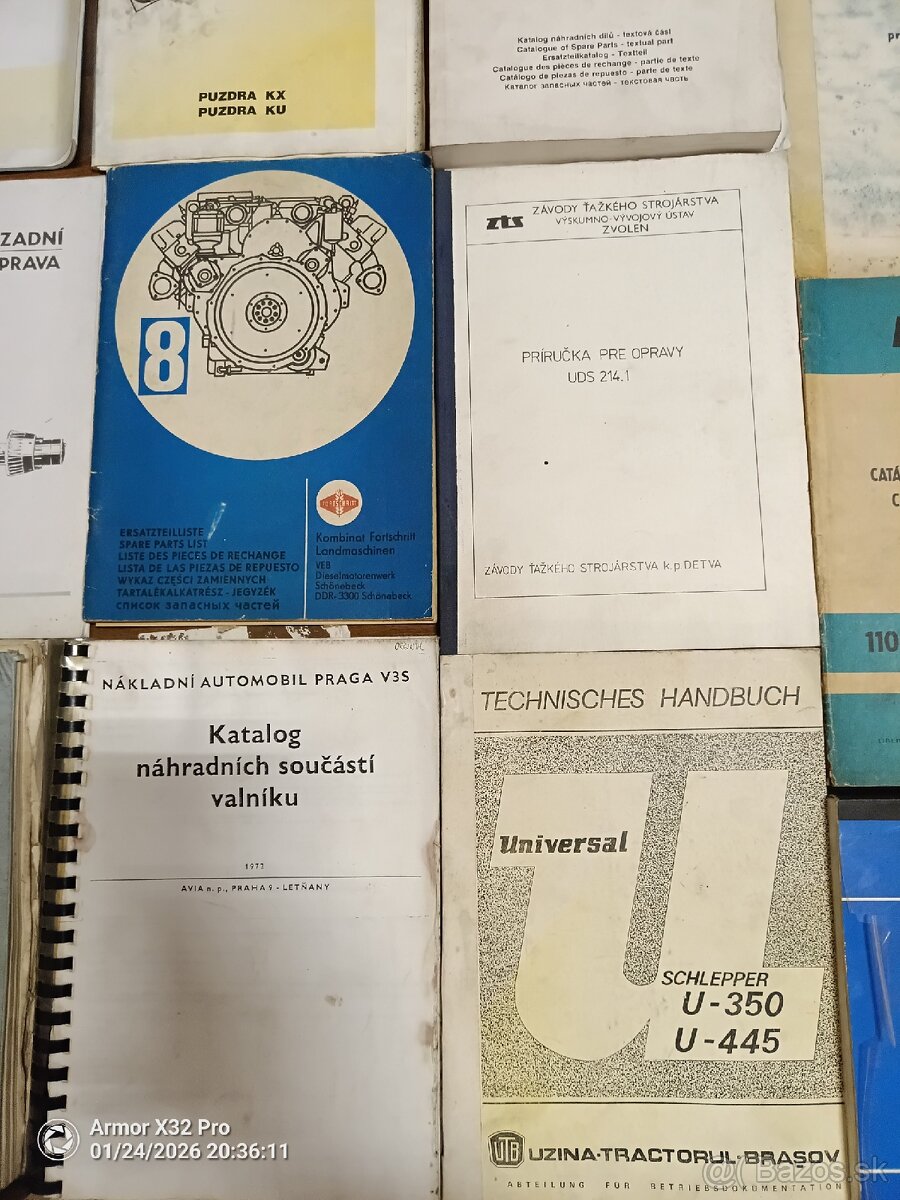 PUZDRA KX
PUZDRA KU
Katalog náhradních dílů - textová část
Catalogue of Spare Parts - textual part
Ersatzteilkatalog - Textteil
Catalogue des pièces de rechange - partie de texte
Catálogo de piezas de repuesto - parte de texte
Каталог запасных частей - текстовая часть
ZADNÍ
PRAVA
8
ERSATZTEILLISTE
SPARE PARTS LIST
LISTE DES PIECES DE RECHANGE
LISTA DE LAS PIEZAS DE REPUESTO
WYKAZ CZĘŚCI ZAMIENNYCH
TARTALÉKALKATRÉSZ - JEGYZÉK
СПИСОК ЗАПАСНЫХ ЧАСТЕЙ
FORTSCHRITT
Kombinat Fortschritt
Landmaschinen
VEB
Dieselmotorenwerk
Schönebeck
DDR-3300 Schönebeck
zts
ZÁVODY ŤAŽKÉHO STROJÁRSTVA
VÝSKUMNO-VÝVOJOVÝ ÚSTAV
ZVOLEN
PRÍRUČKA PRE OPRAVY
UDS 214.1
ZÁVODY ŤAŽKÉHO STROJÁRSTVA k.p. DETVA
CATÁ
110
NÁKLADNÍ AUTOMOBIL PRAGA V3S
Katalog
náhradních součástí
valníku
1973
AVIA n. p., PRAHA 9 - LETŇANY
TECHNISCHES HANDBUCH
Universal
SCHLEPPER
U-350
U-445
UTB UZINA-TRACTORUL-BRAȘOV
ABTEILUNG FÜR BETRIEBSDOKUMENTATION
Armor X32 Pro
01/24/2026 20:36:11
@ Bazos.sk